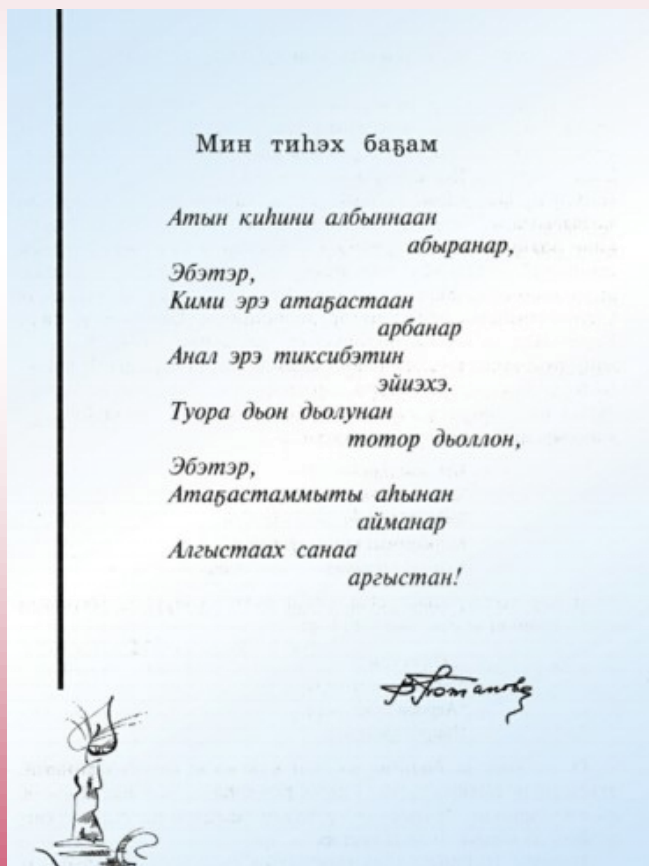 Мин тиһэх баҕам
Атын киһини албыннаан
абыранар,
Эбэтэр,
Кими эрэ атаҕастаан
арбанар
Анал эрэ тиксибэтин
эйиэхэ.
Туора дьон дьолунан
тотор дьоллон,
Эбэтэр,
Атаҕастаммыты аһынан
айманар
Алгыстаах санаа
аргыстан!